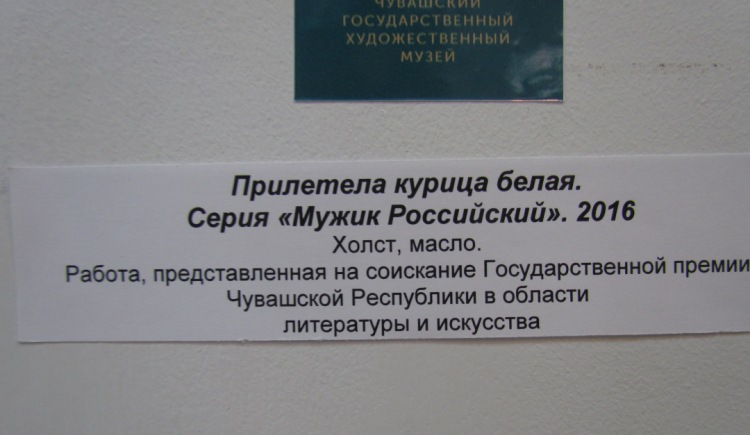 ЧУВАШСКИЙ
ГОСУДАРСТВЕННЫЙ
ХУДОЖЕСТВЕННЫЙ
МУЗЕЙ
Прилетела курица белая.
Серия «Мужик Российский». 2016
Холст, масло.
Работа, представленная на соискание Государственной премии
Чувашской Республики в области
литературы и искусства